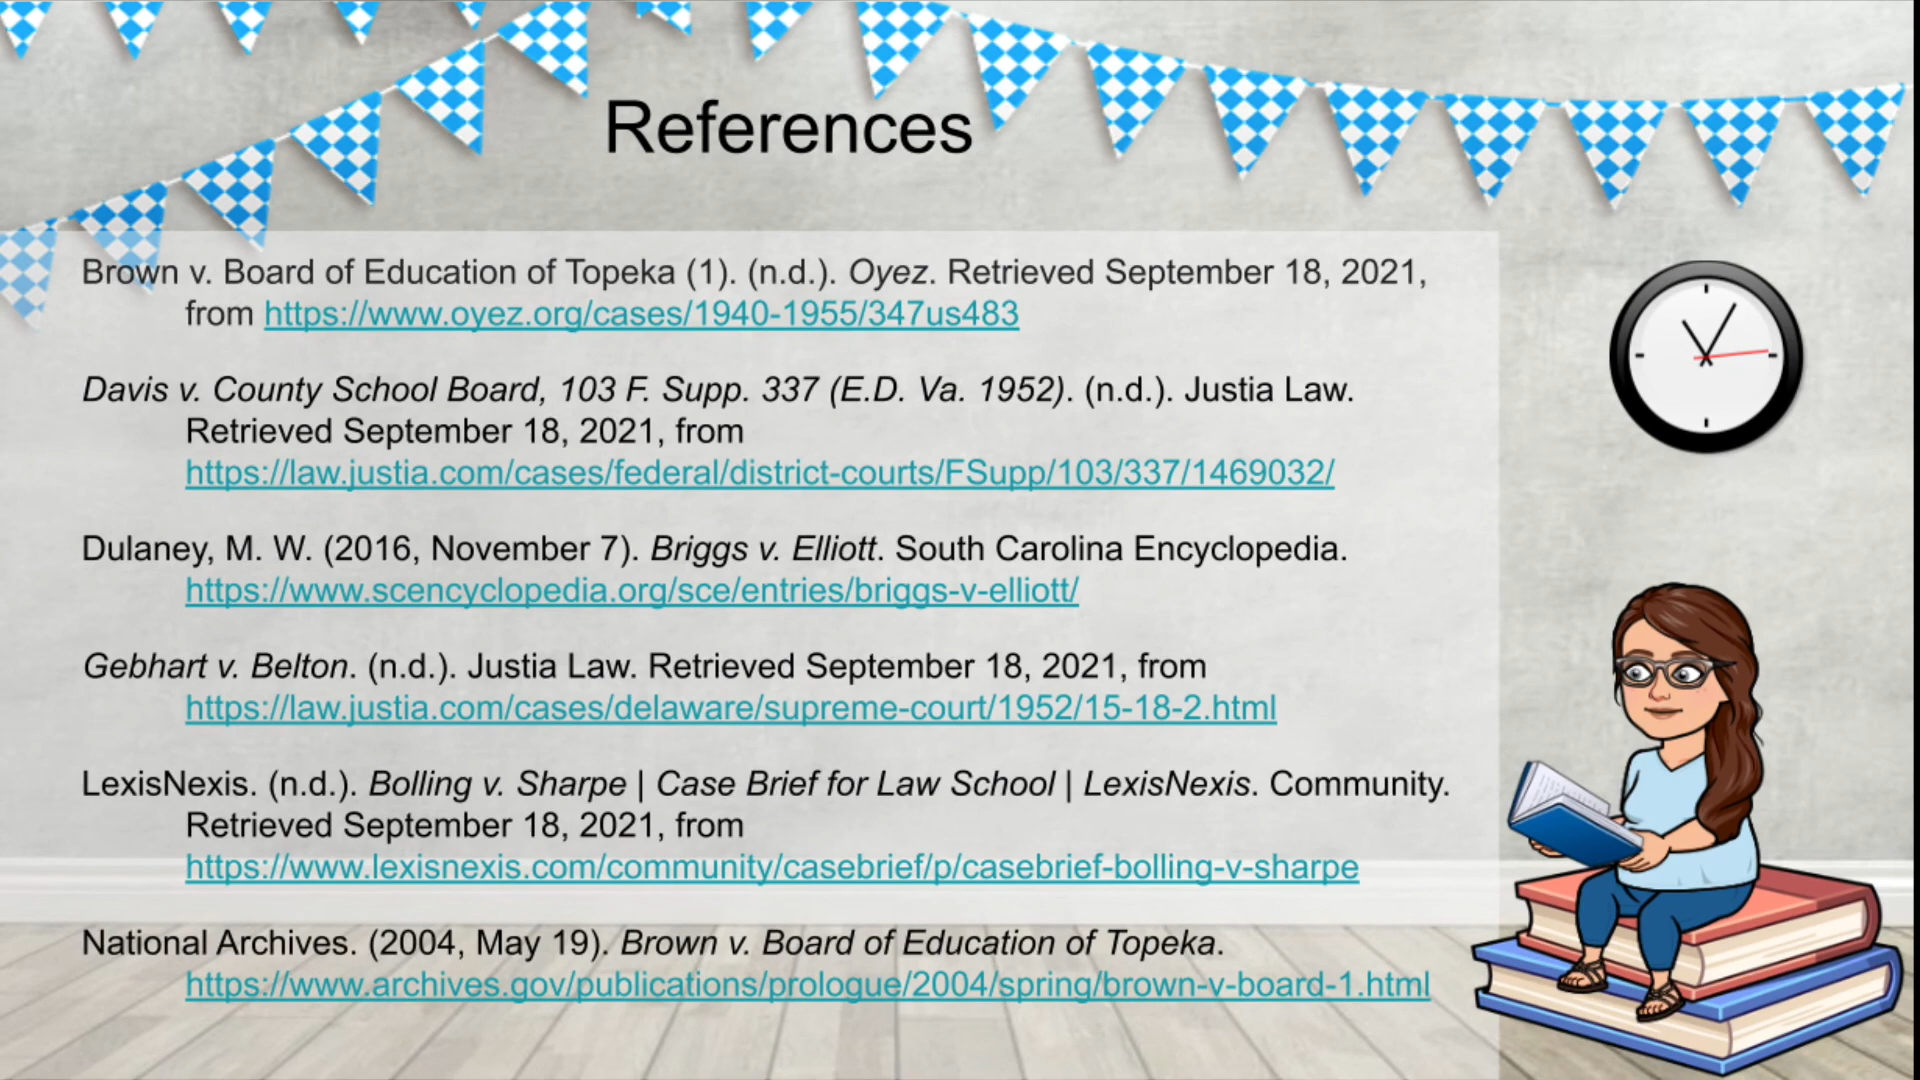 References
Brown v. Board of Education of Topeka (1). (n.d.). Oyez. Retrieved September 18, 2021,
from https://www.oyez.org/cases/1940-1955/347us483
Davis v. County School Board, 103 F. Supp. 337 (E.D. Va. 1952). (n.d.). Justia Law.
Retrieved September 18, 2021, from
https://law.justia.com/cases/federal/district-courts/FSupp/103/337/1469032/
Dulaney, M. W. (2016, November 7). Briggs v. Elliott. South Carolina Encyclopedia.
https://www.scencyclopedia.org/sce/entries/briggs-v-elliott/
Gebhart v. Belton. (n.d.). Justia Law. Retrieved September 18, 2021, from
https://law.justia.com/cases/delaware/supreme-court/1952/15-18-2.html
LexisNexis. (n.d.). Bolling v. Sharpe | Case Brief for Law School | LexisNexis. Community.
Retrieved September 18, 2021, from
https://www.lexisnexis.com/community/casebrief/p/casebrief-bolling-v-sharpe
National Archives. (2004, May 19). Brown v. Board of Education of Topeka.
https://www.archives.gov/publications/prologue/2004/spring/brown-v-board-1.html